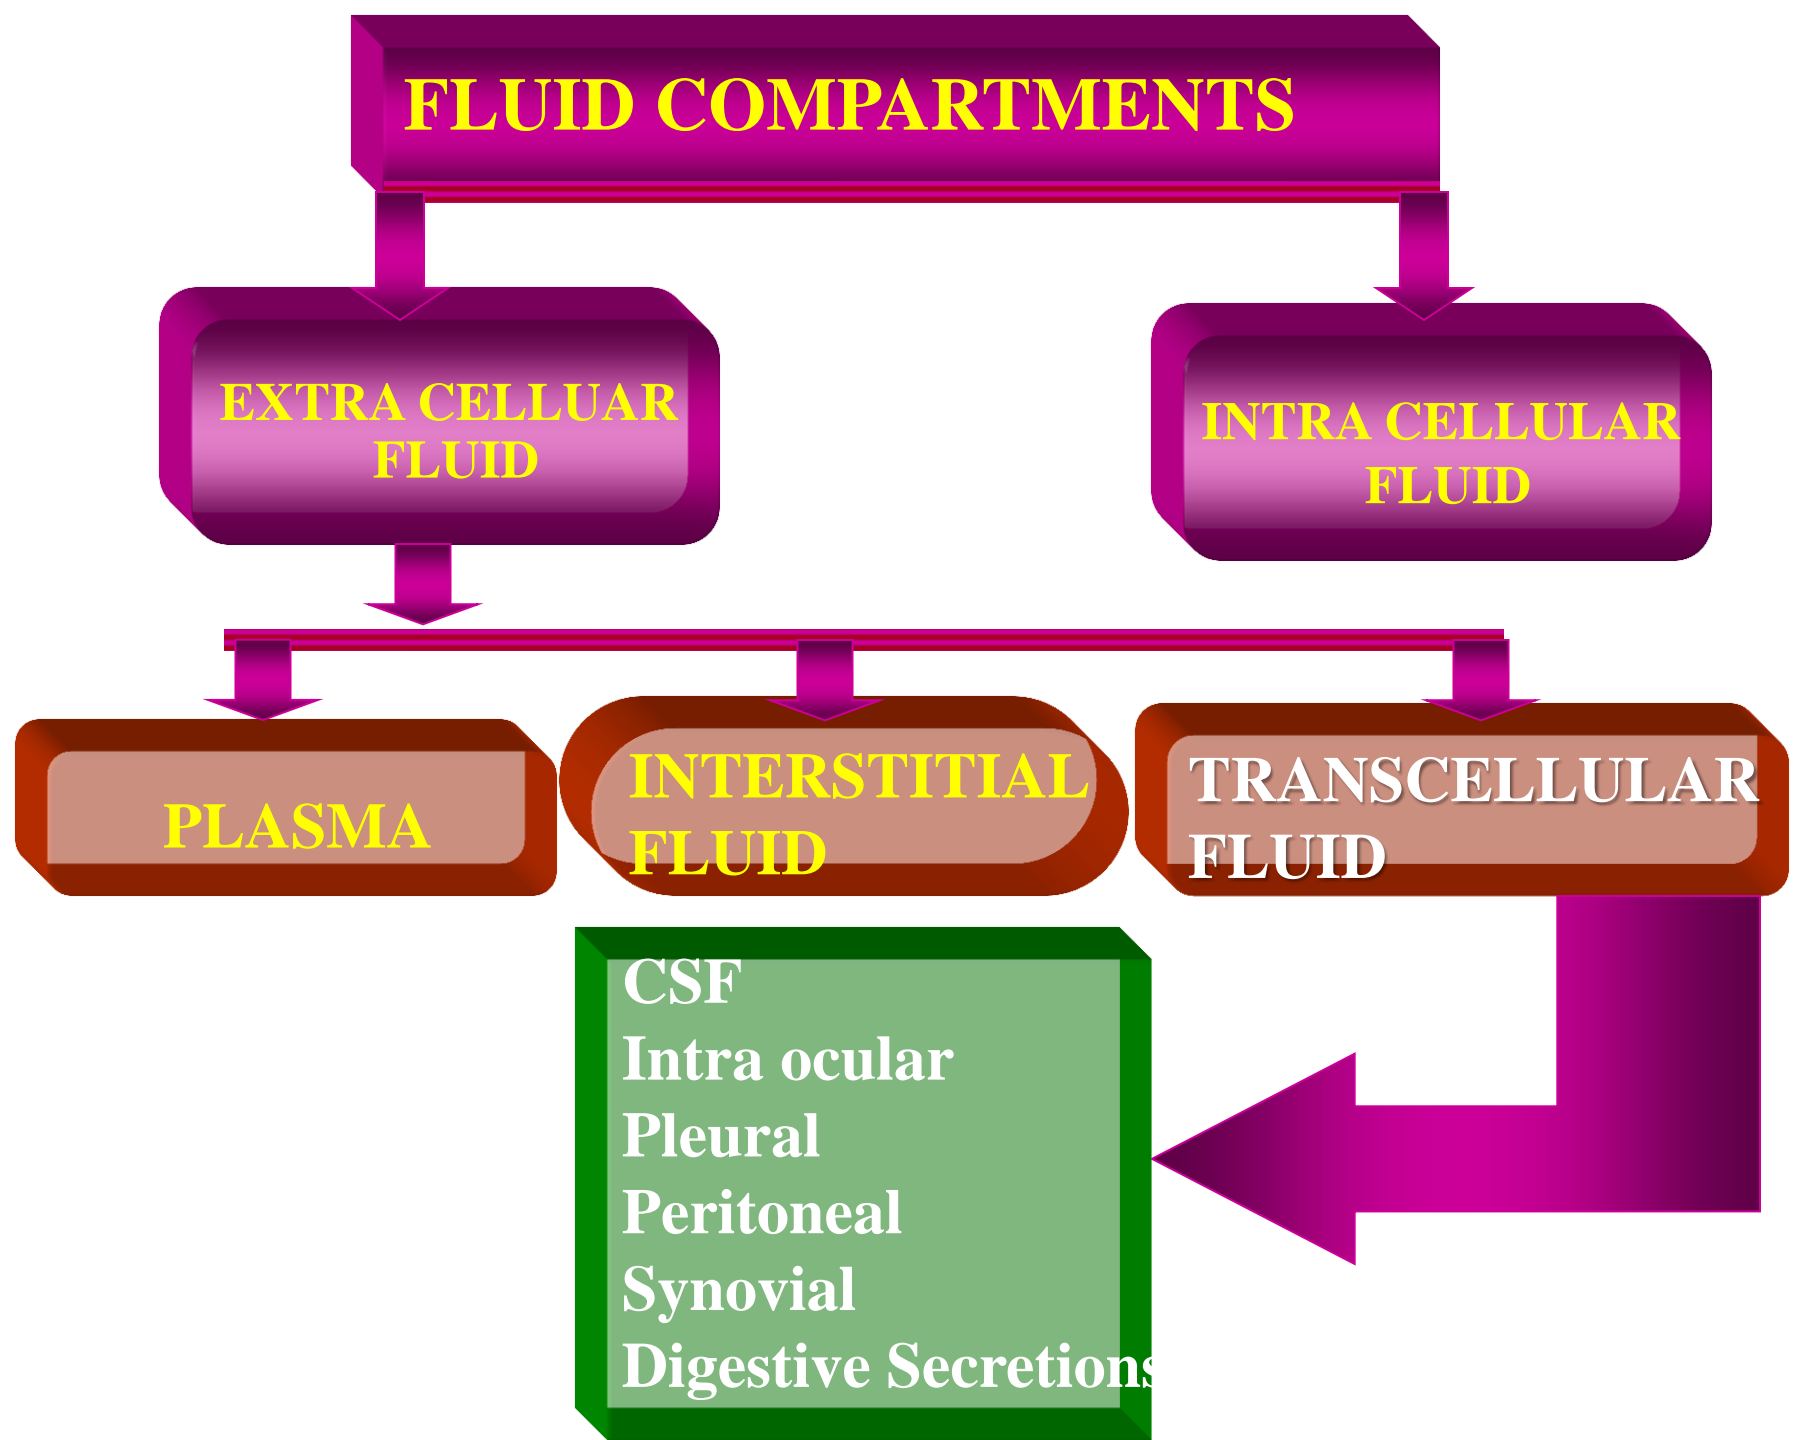 FLUID COMPARTMENTS
EXTRA CELLUAR
FLUID
INTRA CELLULAR
FLUID
PLASMA
INTERSTITIAL
FLUID
TRANSCELLULAR
FLUID
CSF
Intra ocular
Pleural
Peritoneal
Synovial
Digestive Secretions